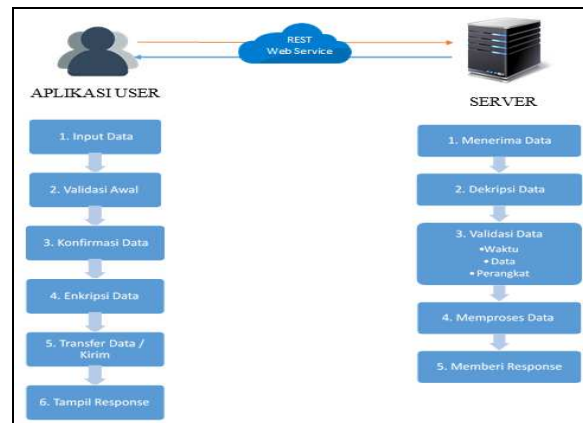 REST
Web Service
APLIKASI USER
SERVER
1. Input Data
2. Validasi Awal
3. Konfirmasi Data
4. Enkripsi Data
5. Transfer Data /
Kirim
6. Tampil Response
1. Menerima Data
2. Dekripsi Data
3. Validasi Data
•Waktu
• Data
•Perangkat
4. Memproses Data
5. Memberi Response